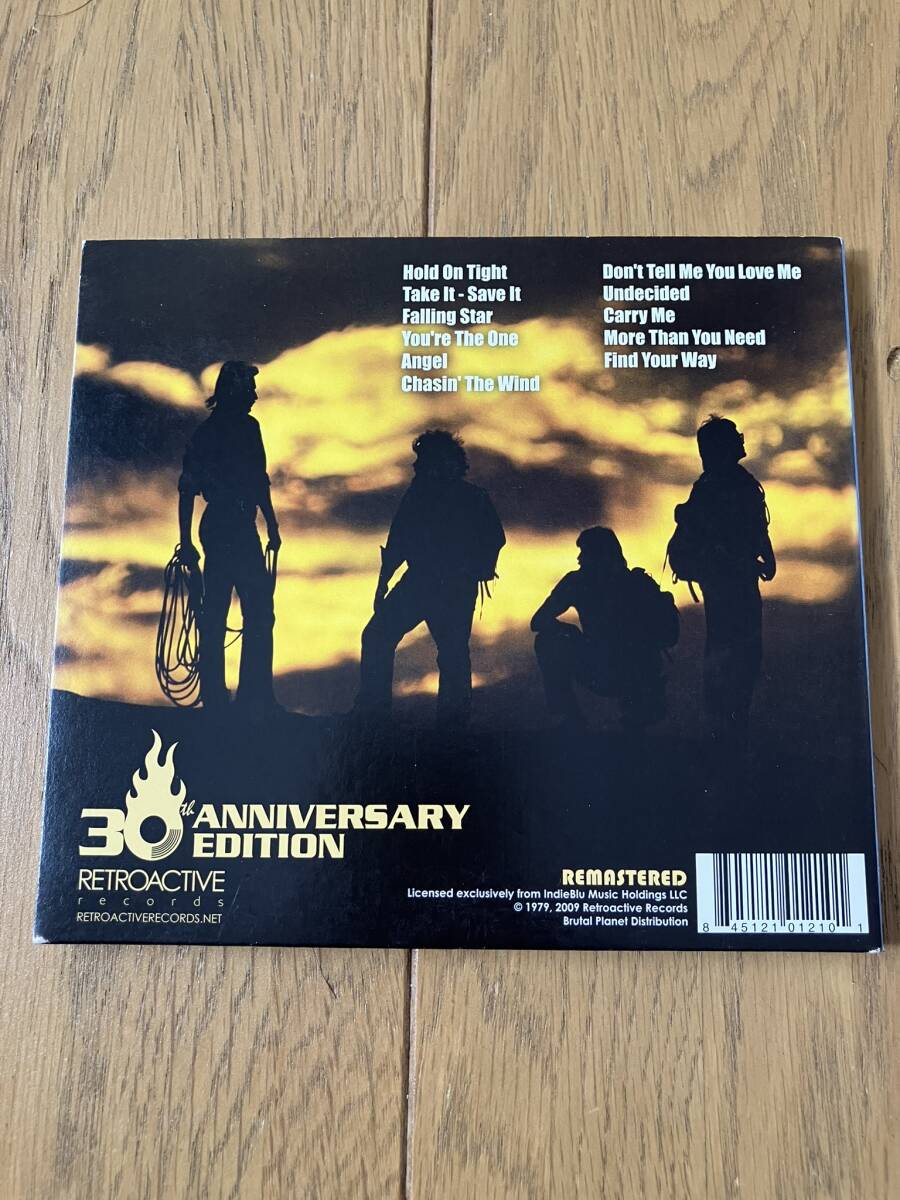 Hold On Tight
Take It - Save It
Falling Star
You're The One
Angel
Chasin' The Wind
Don't Tell Me You Love Me
Undecided
Carry Me
More Than You Need
Find Your Way
30th ANNIVERSARY
EDITION
RETROACTIVE
records
RETROACTIVERECORDS.NET
REMASTERED
Licensed exclusively from IndieBlu Music Holdings LLC
© 1979, 2009 Retroactive Records
Brutal Planet Distribution
8 45121 01210 1